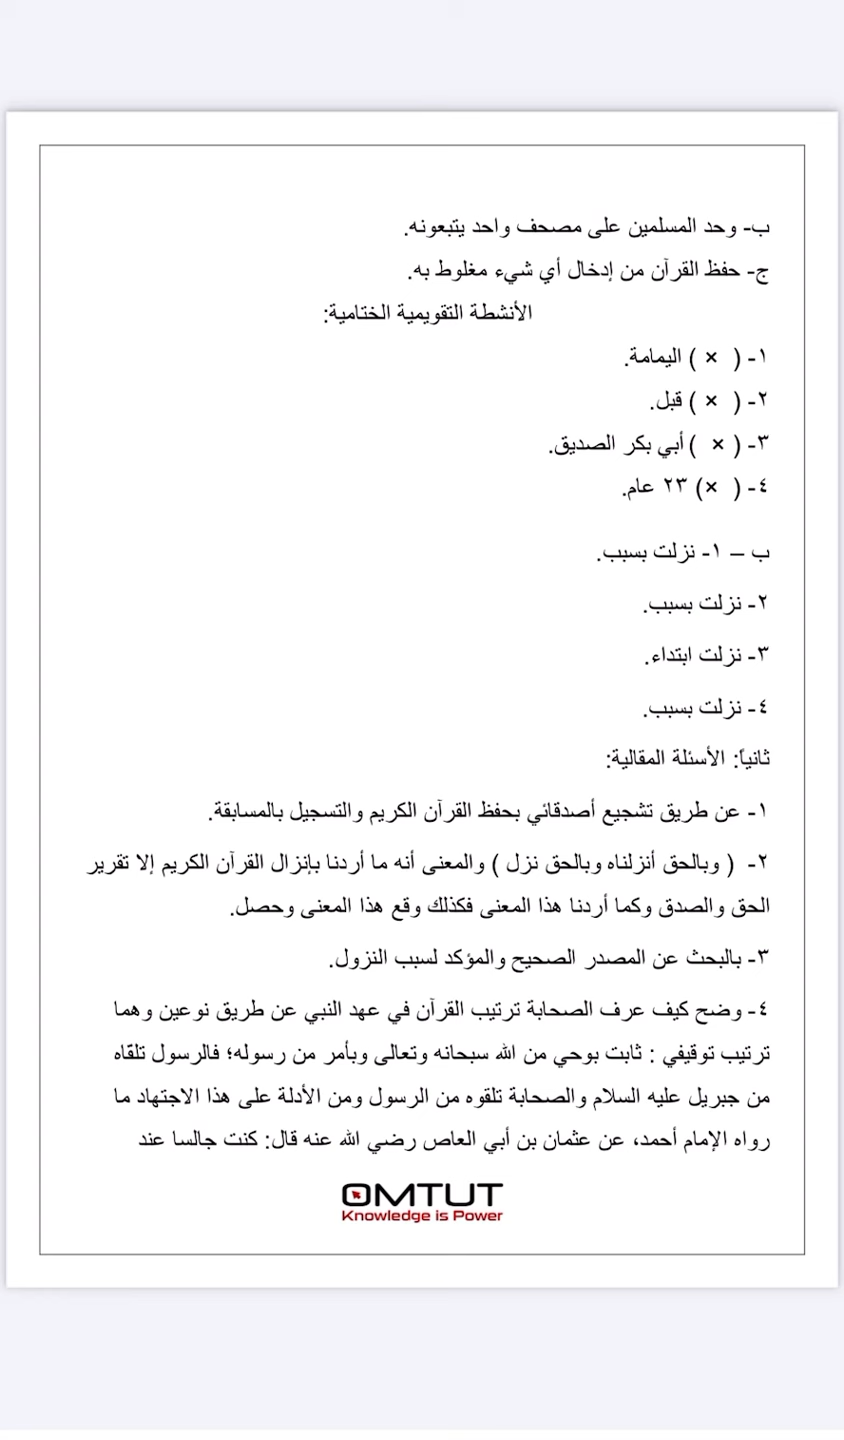 ب- وحد المسلمين على مصحف واحد يتبعونه.
ج- حفظ القرآن من إدخال أي شيء مغلوط به.
الأنشطة التقويمية الختامية:
١- ( × ) اليمامة.
٢- ( × ) قبل.
٣- ( × ) أبي بكر الصديق.
٤- ( ×) ٢٣ عام.
ب – ١- نزلت بسبب.
٢- نزلت بسبب.
٣- نزلت ابتداء.
٤- نزلت بسبب.
ثانياً: الأسئلة المقالية:
١- عن طريق تشجيع أصدقائي بحفظ القرآن الكريم والتسجيل بالمسابقة.
٢- ( وبالحق أنزلناه وبالحق نزل ) والمعنى أنه ما أردنا بإنزال القرآن الكريم إلا تقرير
الحق والصدق وكما أردنا هذا المعنى فكذلك وقع هذا المعنى وحصل.
٣- بالبحث عن المصدر الصحيح والمؤكد لسبب النزول.
٤- وضح كيف عرف الصحابة ترتيب القرآن في عهد النبي عن طريق نوعين وهما
ترتيب توقيفي : ثابت بوحي من الله سبحانه وتعالى وبأمر من رسوله؛ فالرسول تلقّاه
من جبريل عليه السلام والصحابة تلقوه من الرسول ومن الأدلة على هذا الاجتهاد ما
رواه الإمام أحمد، عن عثمان بن أبي العاص رضي الله عنه قال: كنت جالسا عند
OMTUT
Knowledge is Power